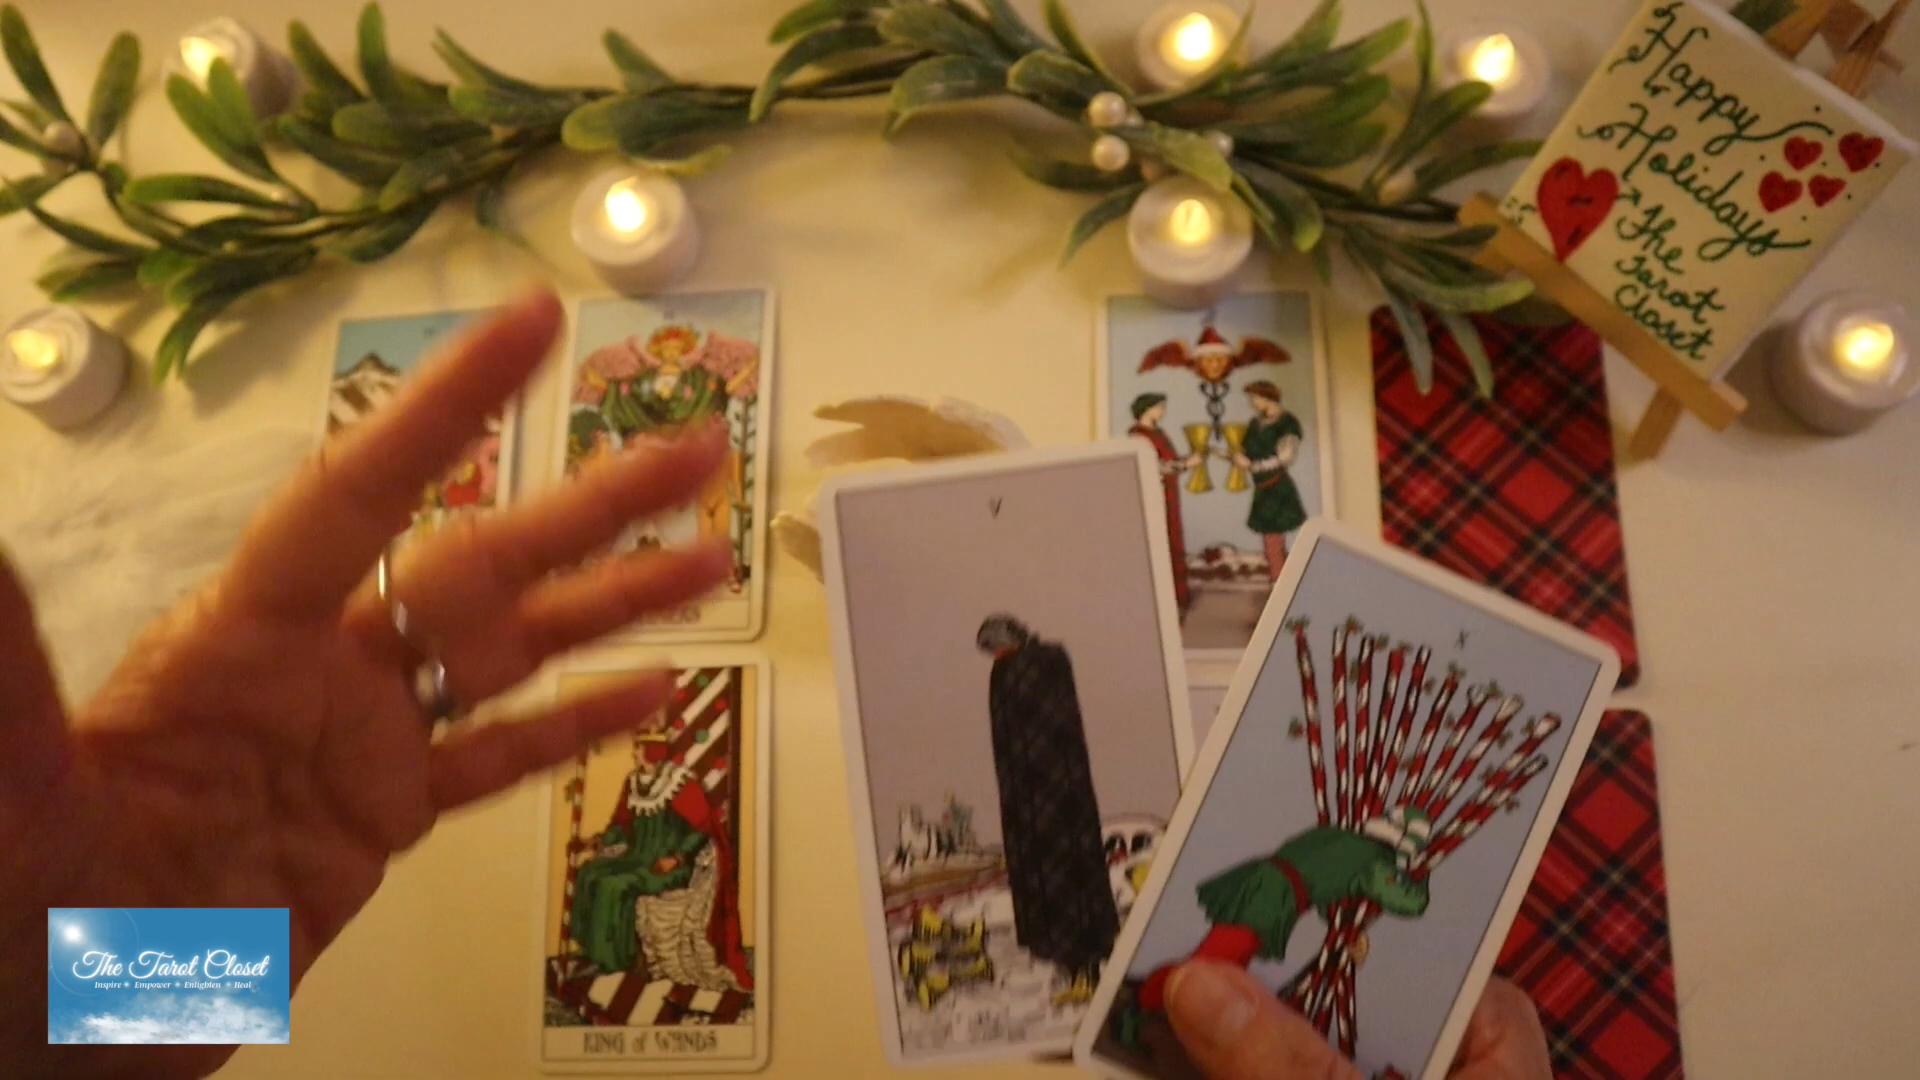 Happy
Holidays
The
Tarot
Closet
V
X
KING of WANDS
The Tarot Closet
Inspire * Empower * Enlighten * Heal